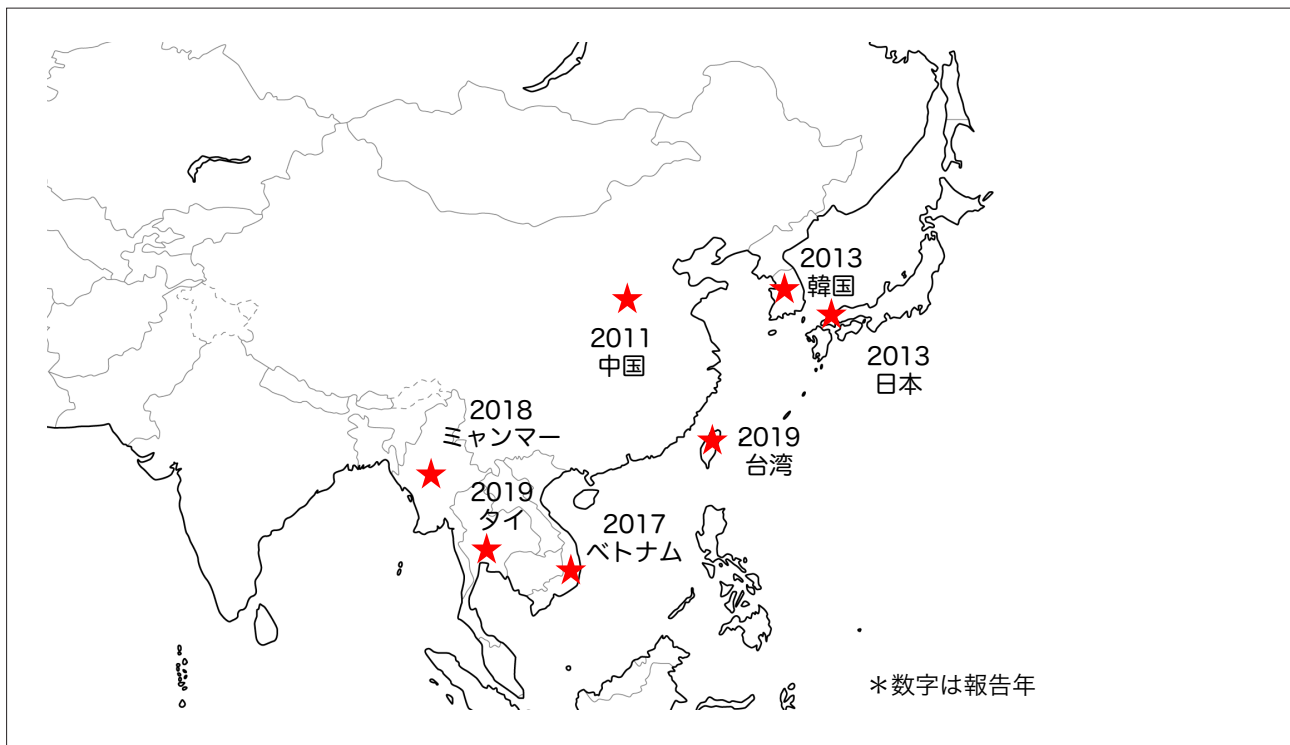 2013
韓国
2011
中国
2013
日本
2018
ミャンマー
2019
台湾
2019
タイ
2017
ベトナム
＊数字は報告年